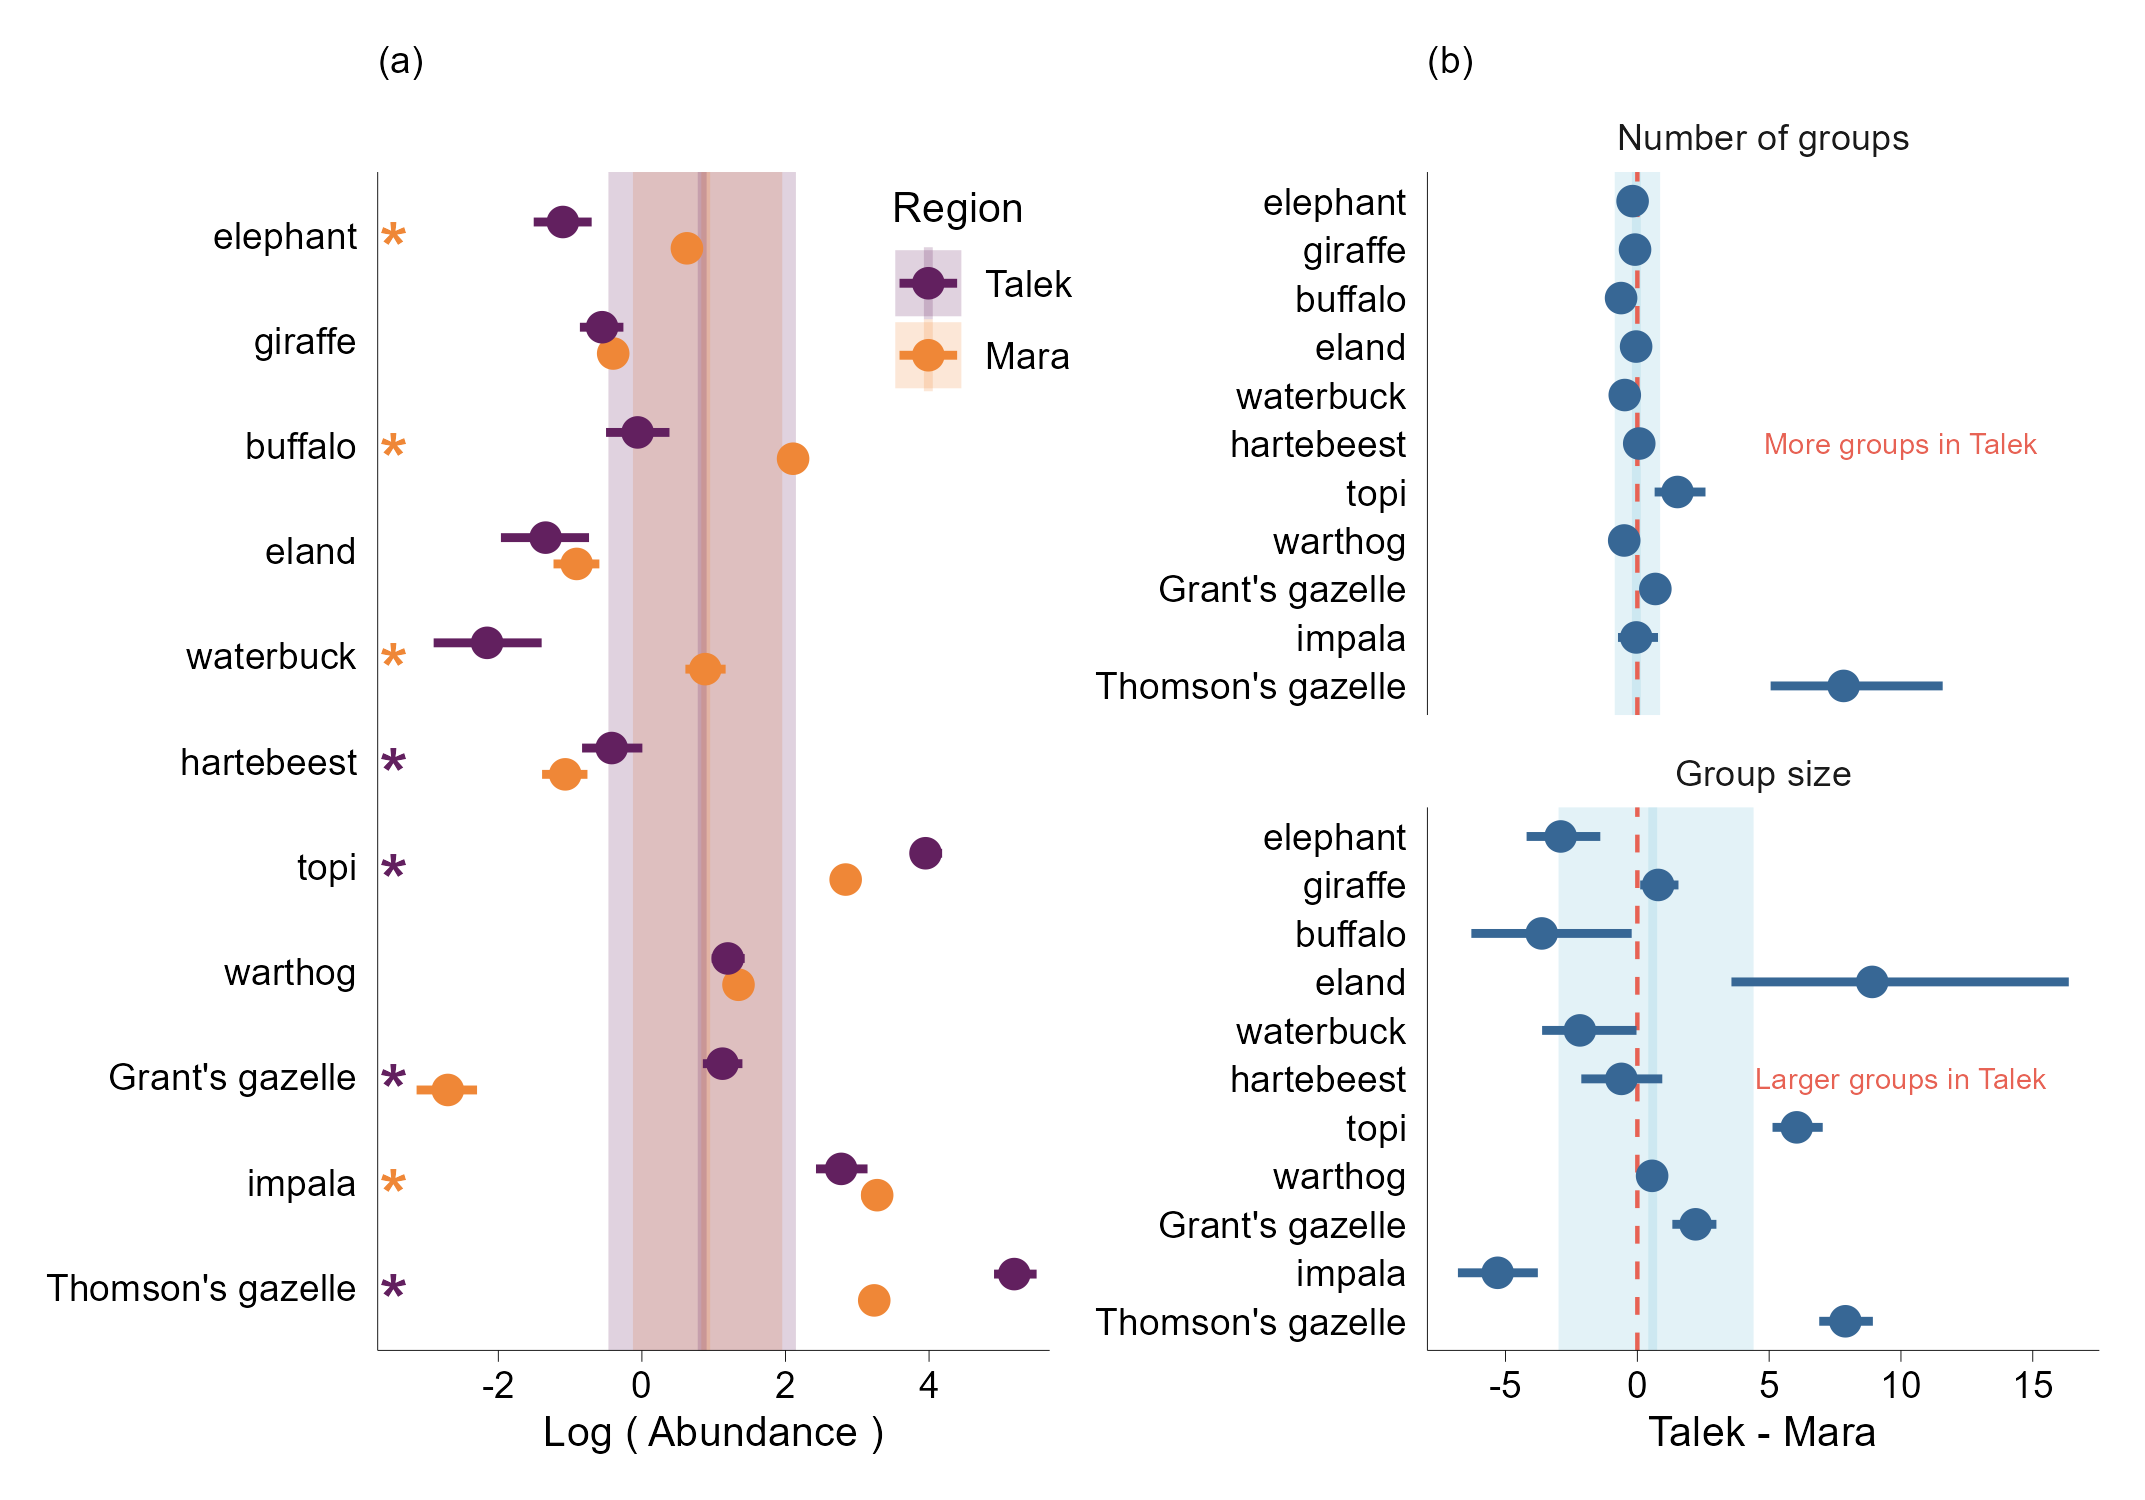 (a)
elephant *
giraffe
buffalo *
eland
waterbuck *
hartebeest *
topi *
warthog
Grant's gazelle *
impala *
Thomson's gazelle *
Region
Talek
Mara
-2 0 2 4
Log ( Abundance )
(b)
Number of groups
elephant
giraffe
buffalo
eland
waterbuck
hartebeest
More groups in Talek
topi
warthog
Grant's gazelle
impala
Thomson's gazelle
Group size
elephant
giraffe
buffalo
eland
waterbuck
hartebeest
Larger groups in Talek
topi
warthog
Grant's gazelle
impala
Thomson's gazelle
-5 0 5 10 15
Talek - Mara